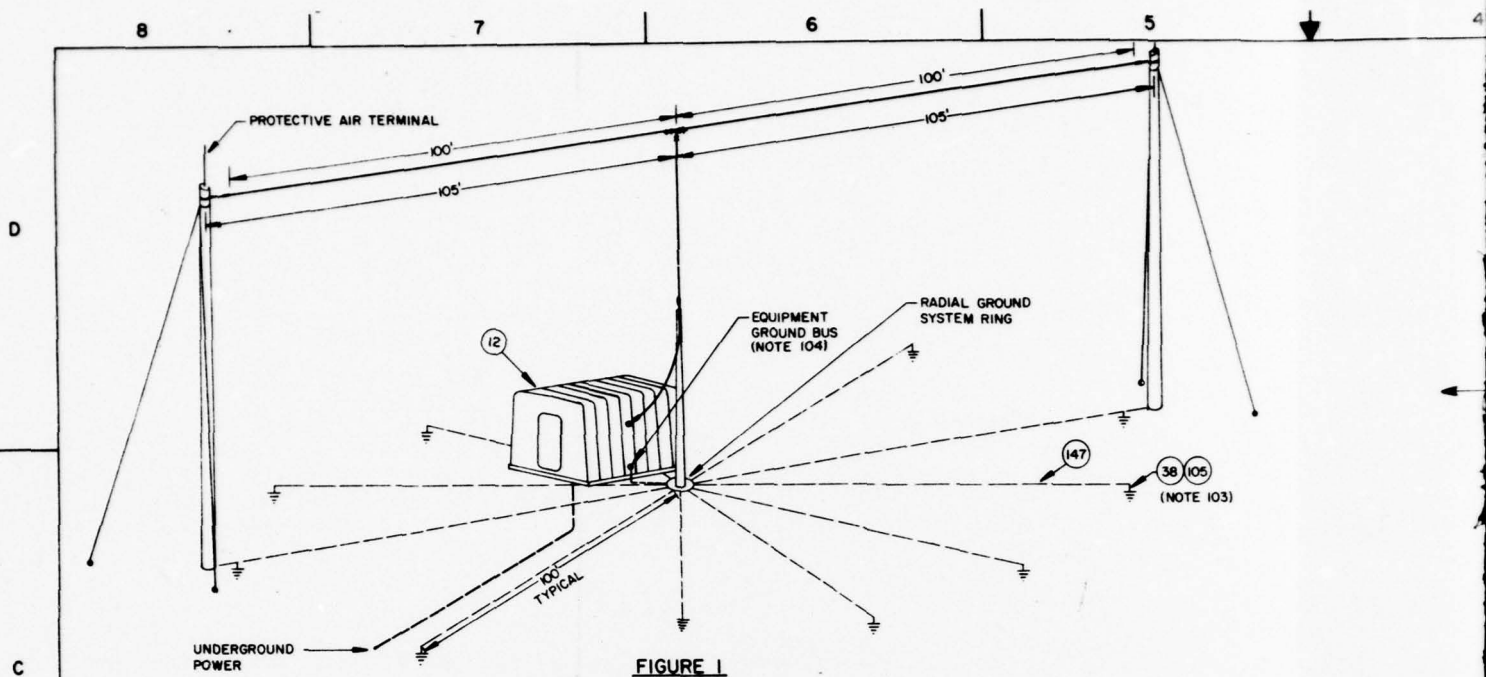 8 7 6 5 4
D
C
PROTECTIVE AIR TERMINAL
100'
105'
100'
105'
12
EQUIPMENT
GROUND BUS
(NOTE 104)
RADIAL GROUND
SYSTEM RING
147
38 105
(NOTE 103)
100'
TYPICAL
UNDERGROUND
POWER
FIGURE 1